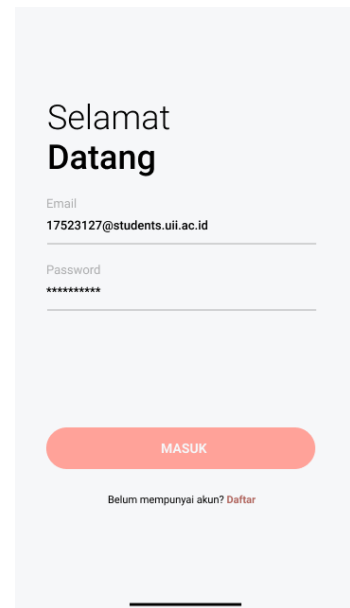 Selamat
Datang
Email
17523127@students.uii.ac.id
Password
**********
MASUK
Belum mempunyai akun? Daftar